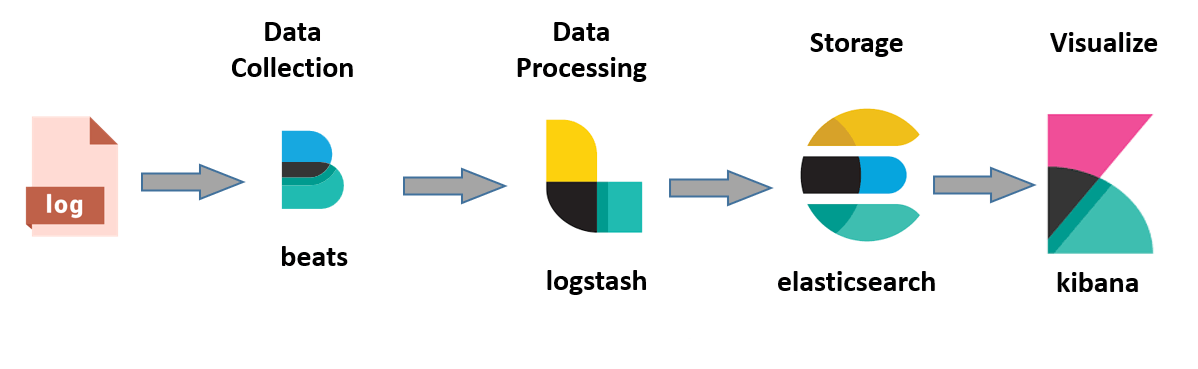 Data
Collection
Data
Processing
Storage
Visualize
log
beats
logstash
elasticsearch
kibana